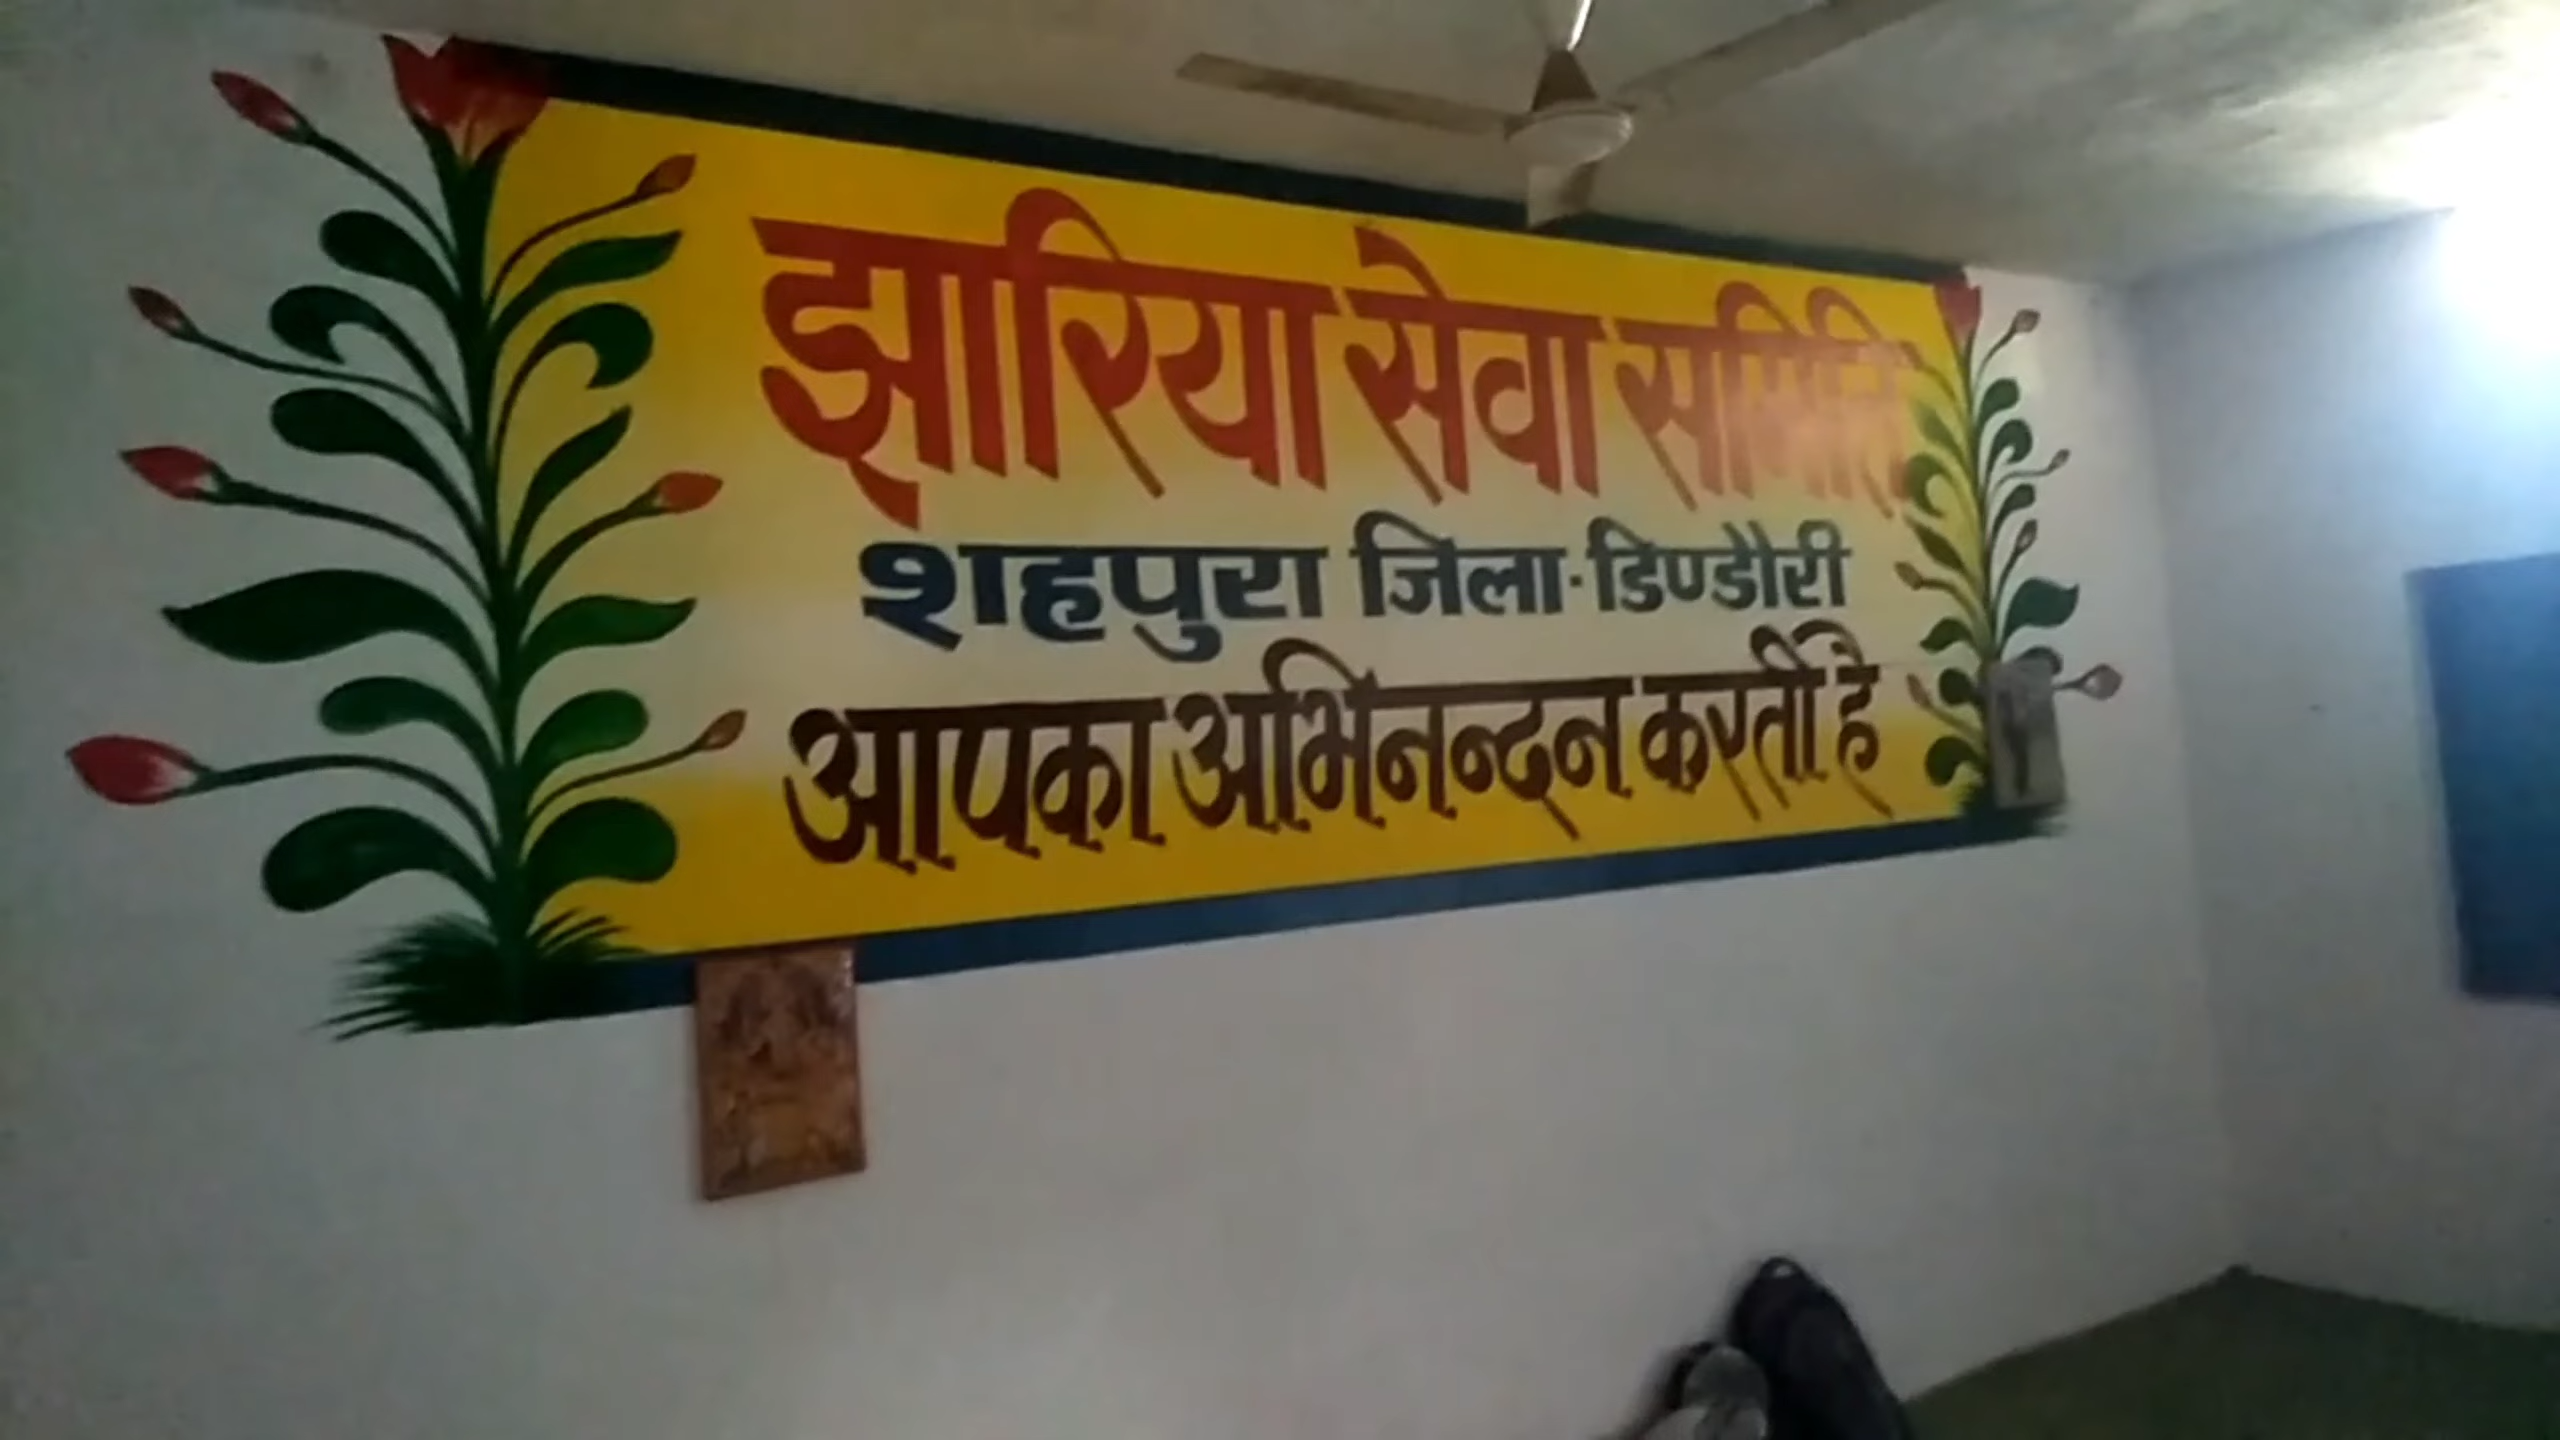 झारिया सेवा समिति
शहपुरा जिला-डिण्डौरी
आपका अभिनन्दन करती है